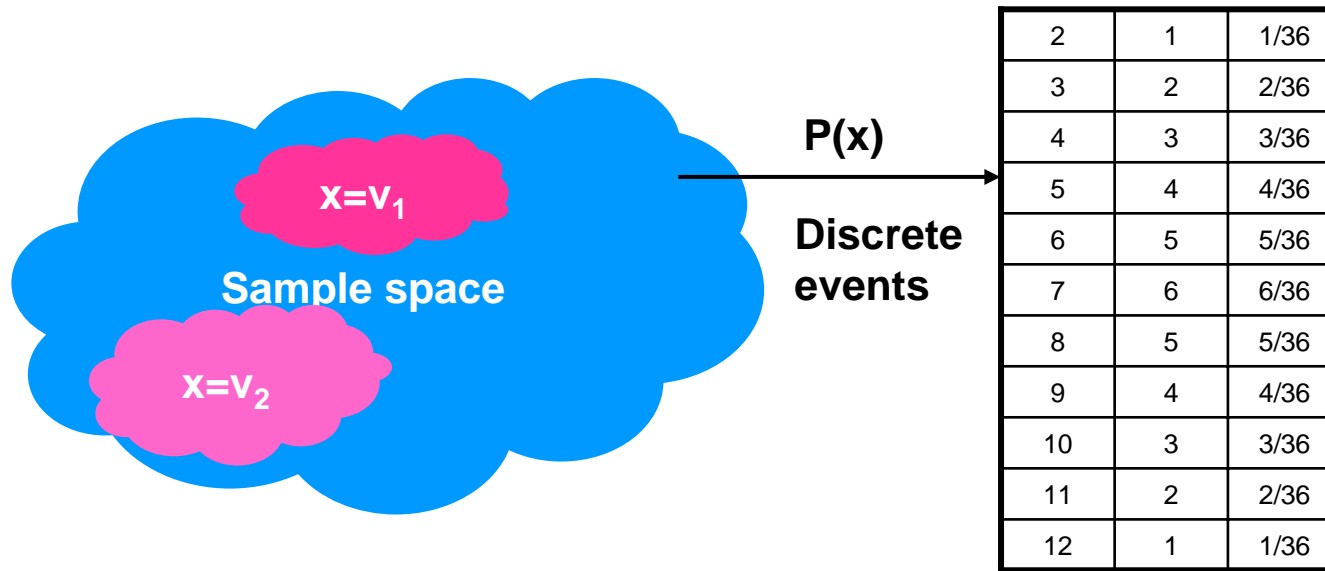 x=v1
Sample space
x=v2
P(x)
Discrete
events
2 1 1/36
3 2 2/36
4 3 3/36
5 4 4/36
6 5 5/36
7 6 6/36
8 5 5/36
9 4 4/36
10 3 3/36
11 2 2/36
12 1 1/36